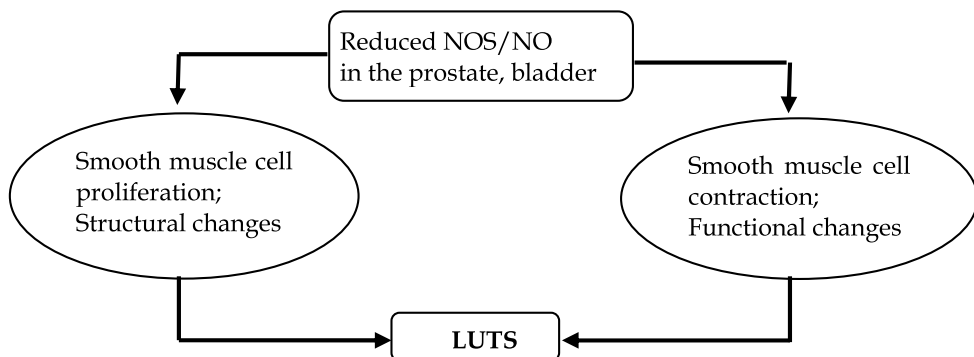 Reduced NOS/NO
in the prostate, bladder
Smooth muscle cell
proliferation;
Structural changes
Smooth muscle cell
contraction;
Functional changes
LUTS